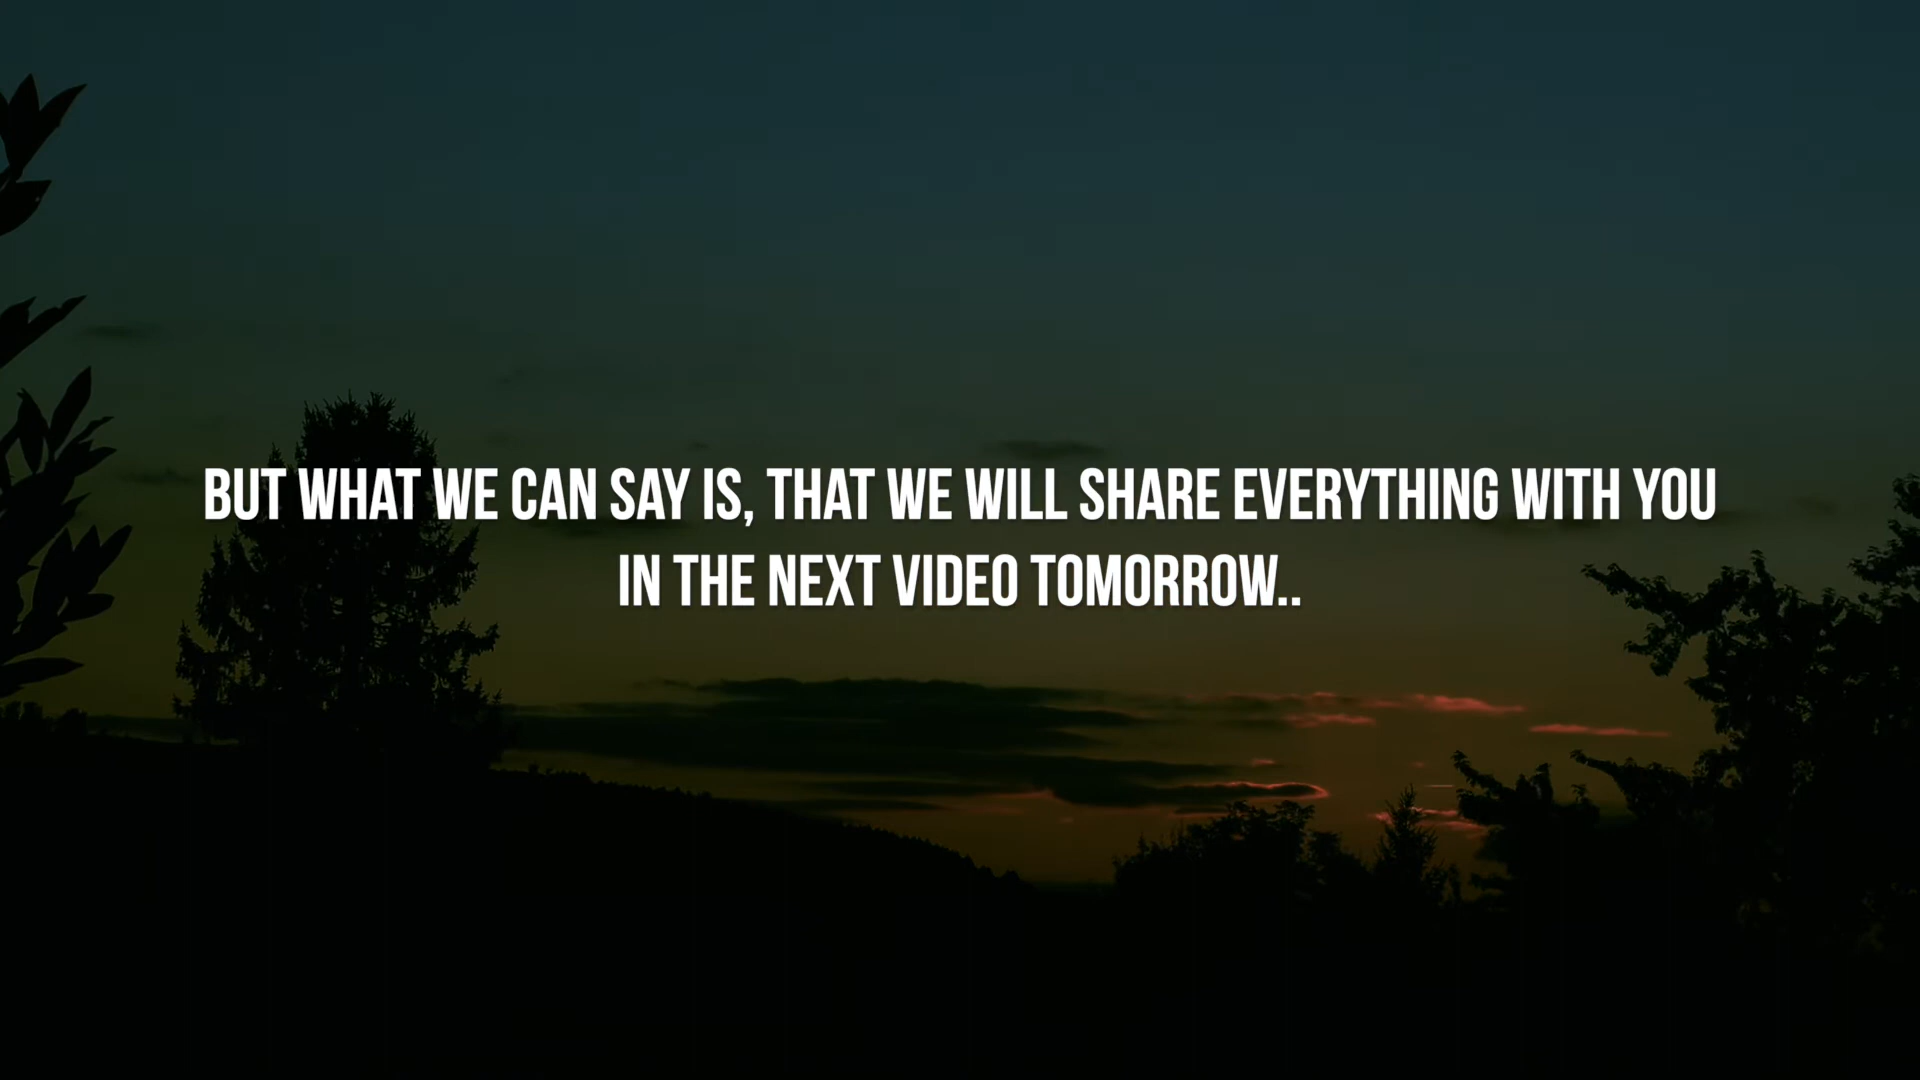 BUT WHAT WE CAN SAY IS, THAT WE WILL SHARE EVERYTHING WITH YOU
IN THE NEXT VIDEO TOMORROW..